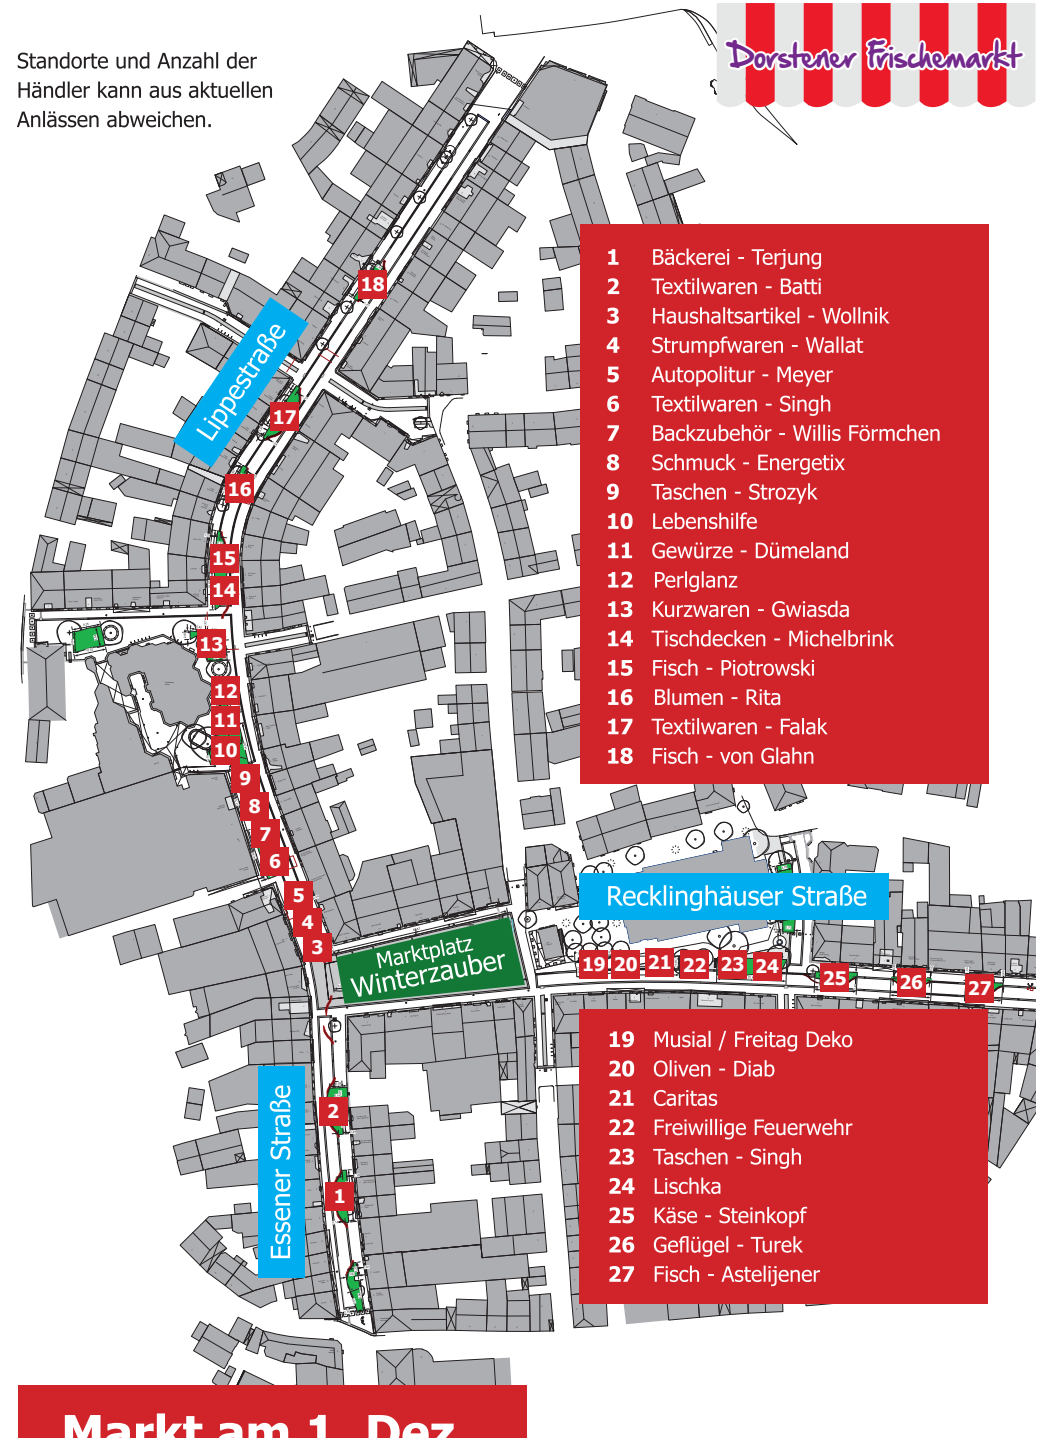 Standorte und Anzahl der
Händler kann aus aktuellen
Anlässen abweichen.
Dorstener Frischemarkt
1 Bäckerei - Terjung
2 Textilwaren - Batti
3 Haushaltsartikel - Wollnik
4 Strumpfwaren - Wallat
5 Autopolitur - Meyer
6 Textilwaren - Singh
7 Backzubehör - Willis Förmchen
8 Schmuck - Energetix
9 Taschen - Strozyk
10 Lebenshilfe
11 Gewürze - Dümeland
12 Perlglanz
13 Kurzwaren - Gwiasda
14 Tischdecken - Michelbrink
15 Fisch - Piotrowski
16 Blumen - Rita
17 Textilwaren - Falak
18 Fisch - von Glahn
18
Lippestraße
17
16
15
14
13
12
11
10
9
8
7
6
5
4
3
Marktplatz
Winterzauber
Recklinghäuser Straße
19 20 21 22 23 24 25 26 27
19 Musial / Freitag Deko
20 Oliven - Diab
21 Caritas
22 Freiwillige Feuerwehr
23 Taschen - Singh
24 Lischka
25 Käse - Steinkopf
26 Geflügel - Turek
27 Fisch - Astelijener
Essener Straße
2
1
Markt am 1. Dez.